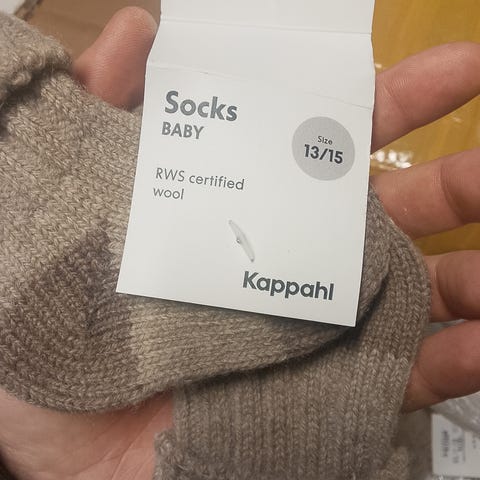 Socks
BABY
Size
13/15
RWS certified
wool
Kappahl